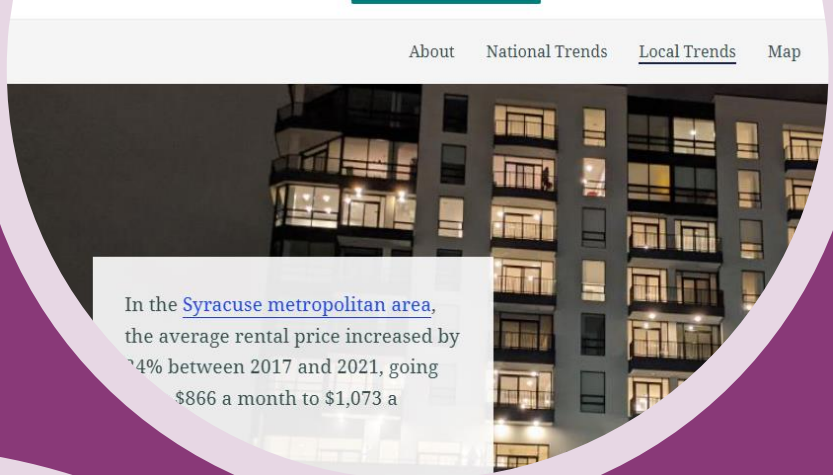 About National Trends Local Trends Map
In the Syracuse metropolitan area,
the average rental price increased by
24% between 2017 and 2021, going
$866 a month to $1,073 a